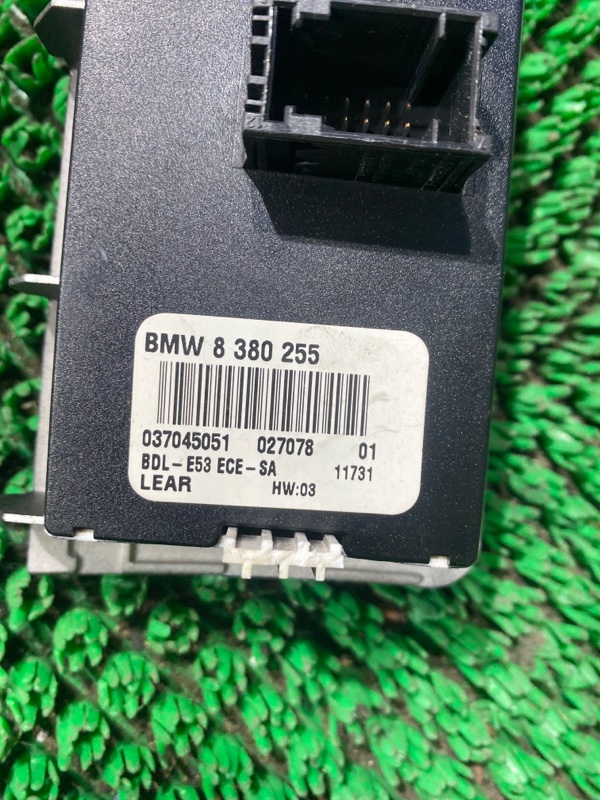 BMW 8 380 255
037045051 027078 01
BDL-E53 ECE-SA 11731
LEAR HW:03